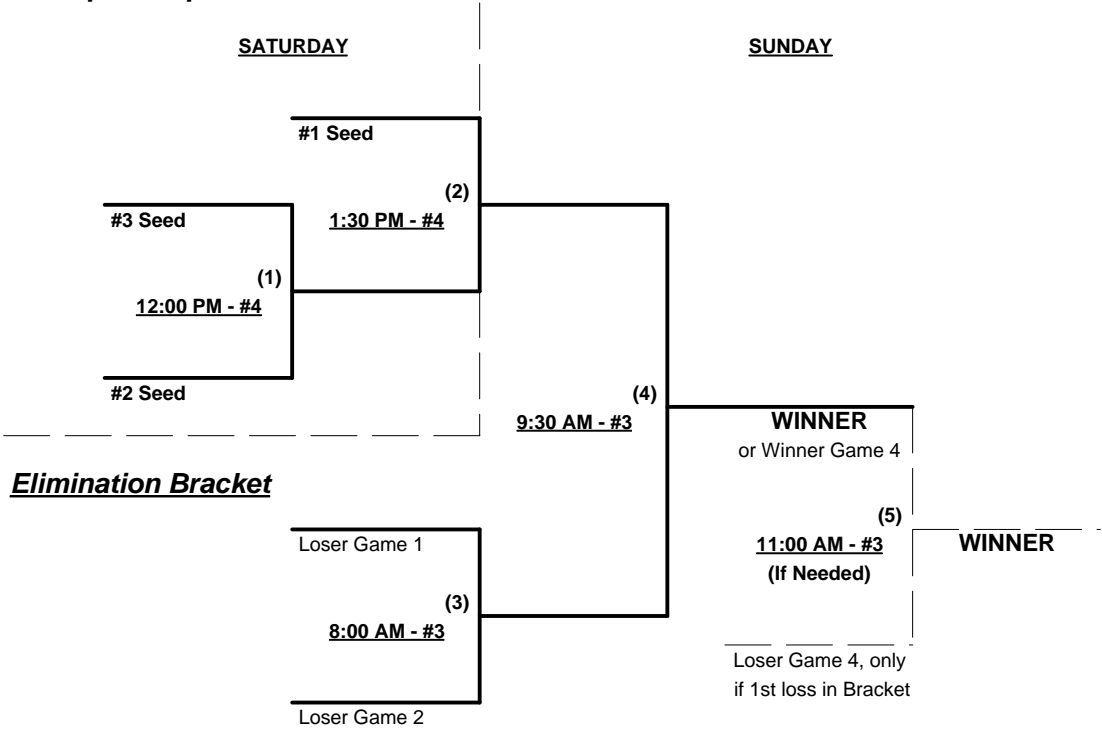 SATURDAY
SUNDAY
#1 Seed
(2)
1:30 PM - #4
#3 Seed
(1)
12:00 PM - #4
#2 Seed
(4)
9:30 AM - #3
WINNER
or Winner Game 4
Elimination Bracket
Loser Game 1
(5)
11:00 AM - #3
(If Needed)
WINNER
(3)
8:00 AM - #3
Loser Game 4, only
if 1st loss in Bracket
Loser Game 2